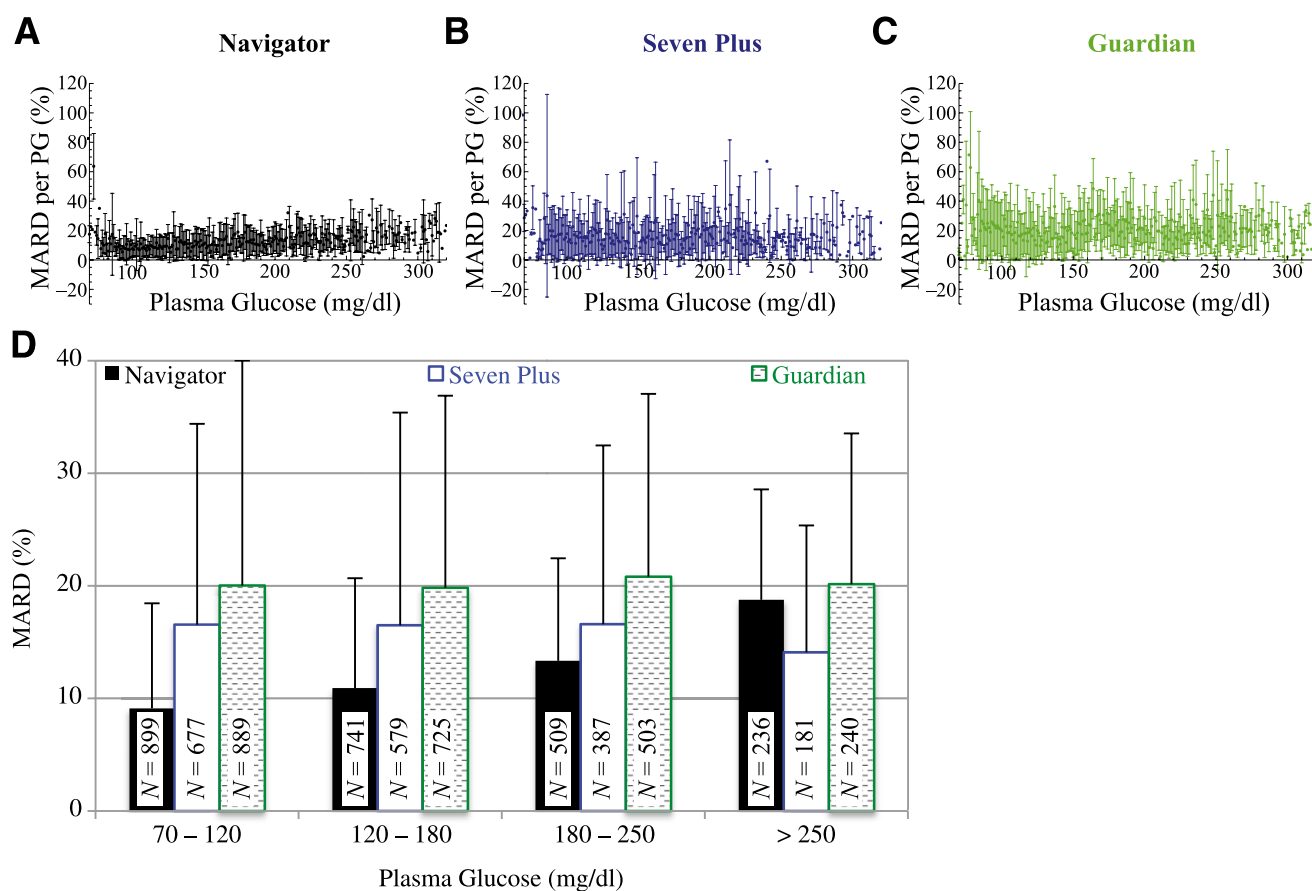 A
Navigator
MARD per PG (%)
120
100
80
60
40
20
0
−20
100
150
200
250
300
Plasma Glucose (mg/dl)
B
Seven Plus
MARD per PG (%)
120
100
80
60
40
20
0
−20
100
150
200
250
300
Plasma Glucose (mg/dl)
C
Guardian
MARD per PG (%)
120
100
80
60
40
20
0
−20
100
150
200
250
300
Plasma Glucose (mg/dl)
D
Navigator
Seven Plus
Guardian
MARD (%)
40
30
20
10
0
N = 899
N = 677
N = 889
N = 741
N = 579
N = 725
N = 509
N = 387
N = 503
N = 236
N = 181
N = 240
70 – 120
120 – 180
180 – 250
> 250
Plasma Glucose (mg/dl)